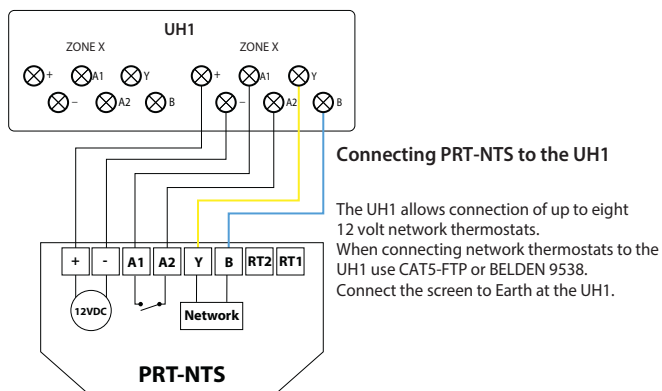 UH1
ZONE X
ZONE X
+ A1 Y + A1 Y
– A2 B – A2 B
Connecting PRT-NTS to the UH1
The UH1 allows connection of up to eight
12 volt network thermostats.
When connecting network thermostats to the
UH1 use CAT5-FTP or BELDEN 9538.
Connect the screen to Earth at the UH1.
+ - A1 A2 Y B RT2 RT1
12VDC
Network
PRT-NTS